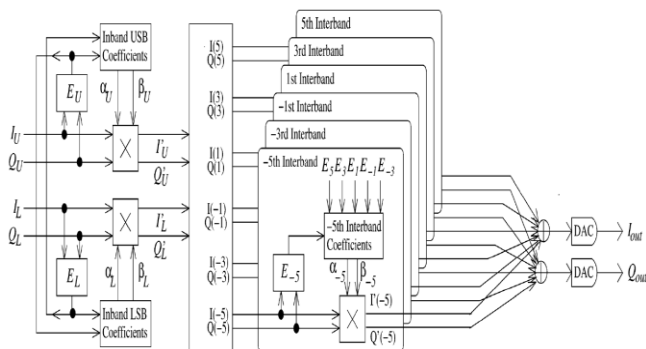 5th Interband
3rd Interband
1st Interband
−1st Interband
−3rd Interband
−5th Interband
Inband USB
Coefficients
E_U
α_U
β_U
I_U
Q_U
I'_U
Q'_U
I_L
Q_L
I'_L
Q'_L
E_L
α_L
β_L
Inband LSB
Coefficients
I(5)
Q(5)
I(3)
Q(3)
I(1)
Q(1)
I(-1)
Q(-1)
I(-3)
Q(-3)
I(-5)
Q(-5)
E_5 E_3 E_1 E_−1 E_−3
−5th Interband
Coefficients
E_−5
α_−5
β_−5
I'(-5)
Q'(-5)
DAC
I_out
DAC
Q_out